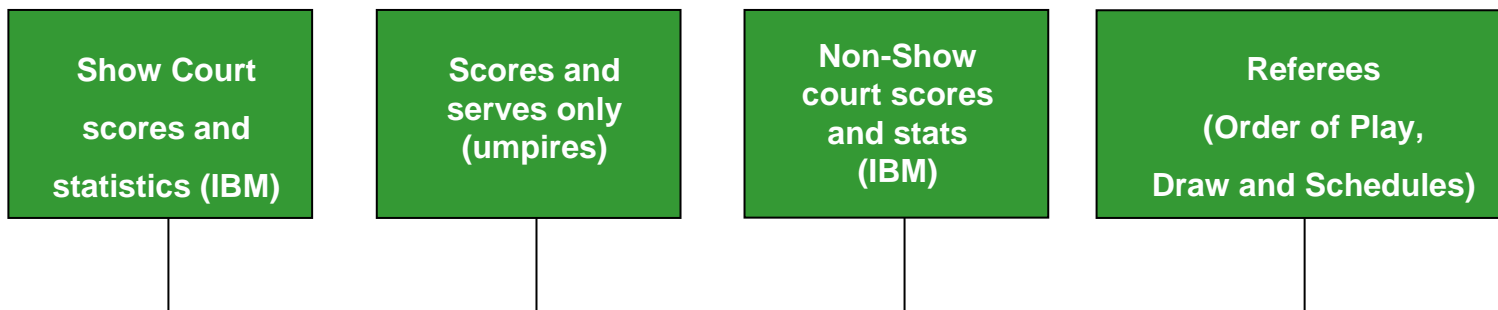 Show Court
scores and
statistics (IBM)
Scores and
serves only
(umpires)
Non-Show
court scores
and stats
(IBM)
Referees
(Order of Play,
Draw and Schedules)